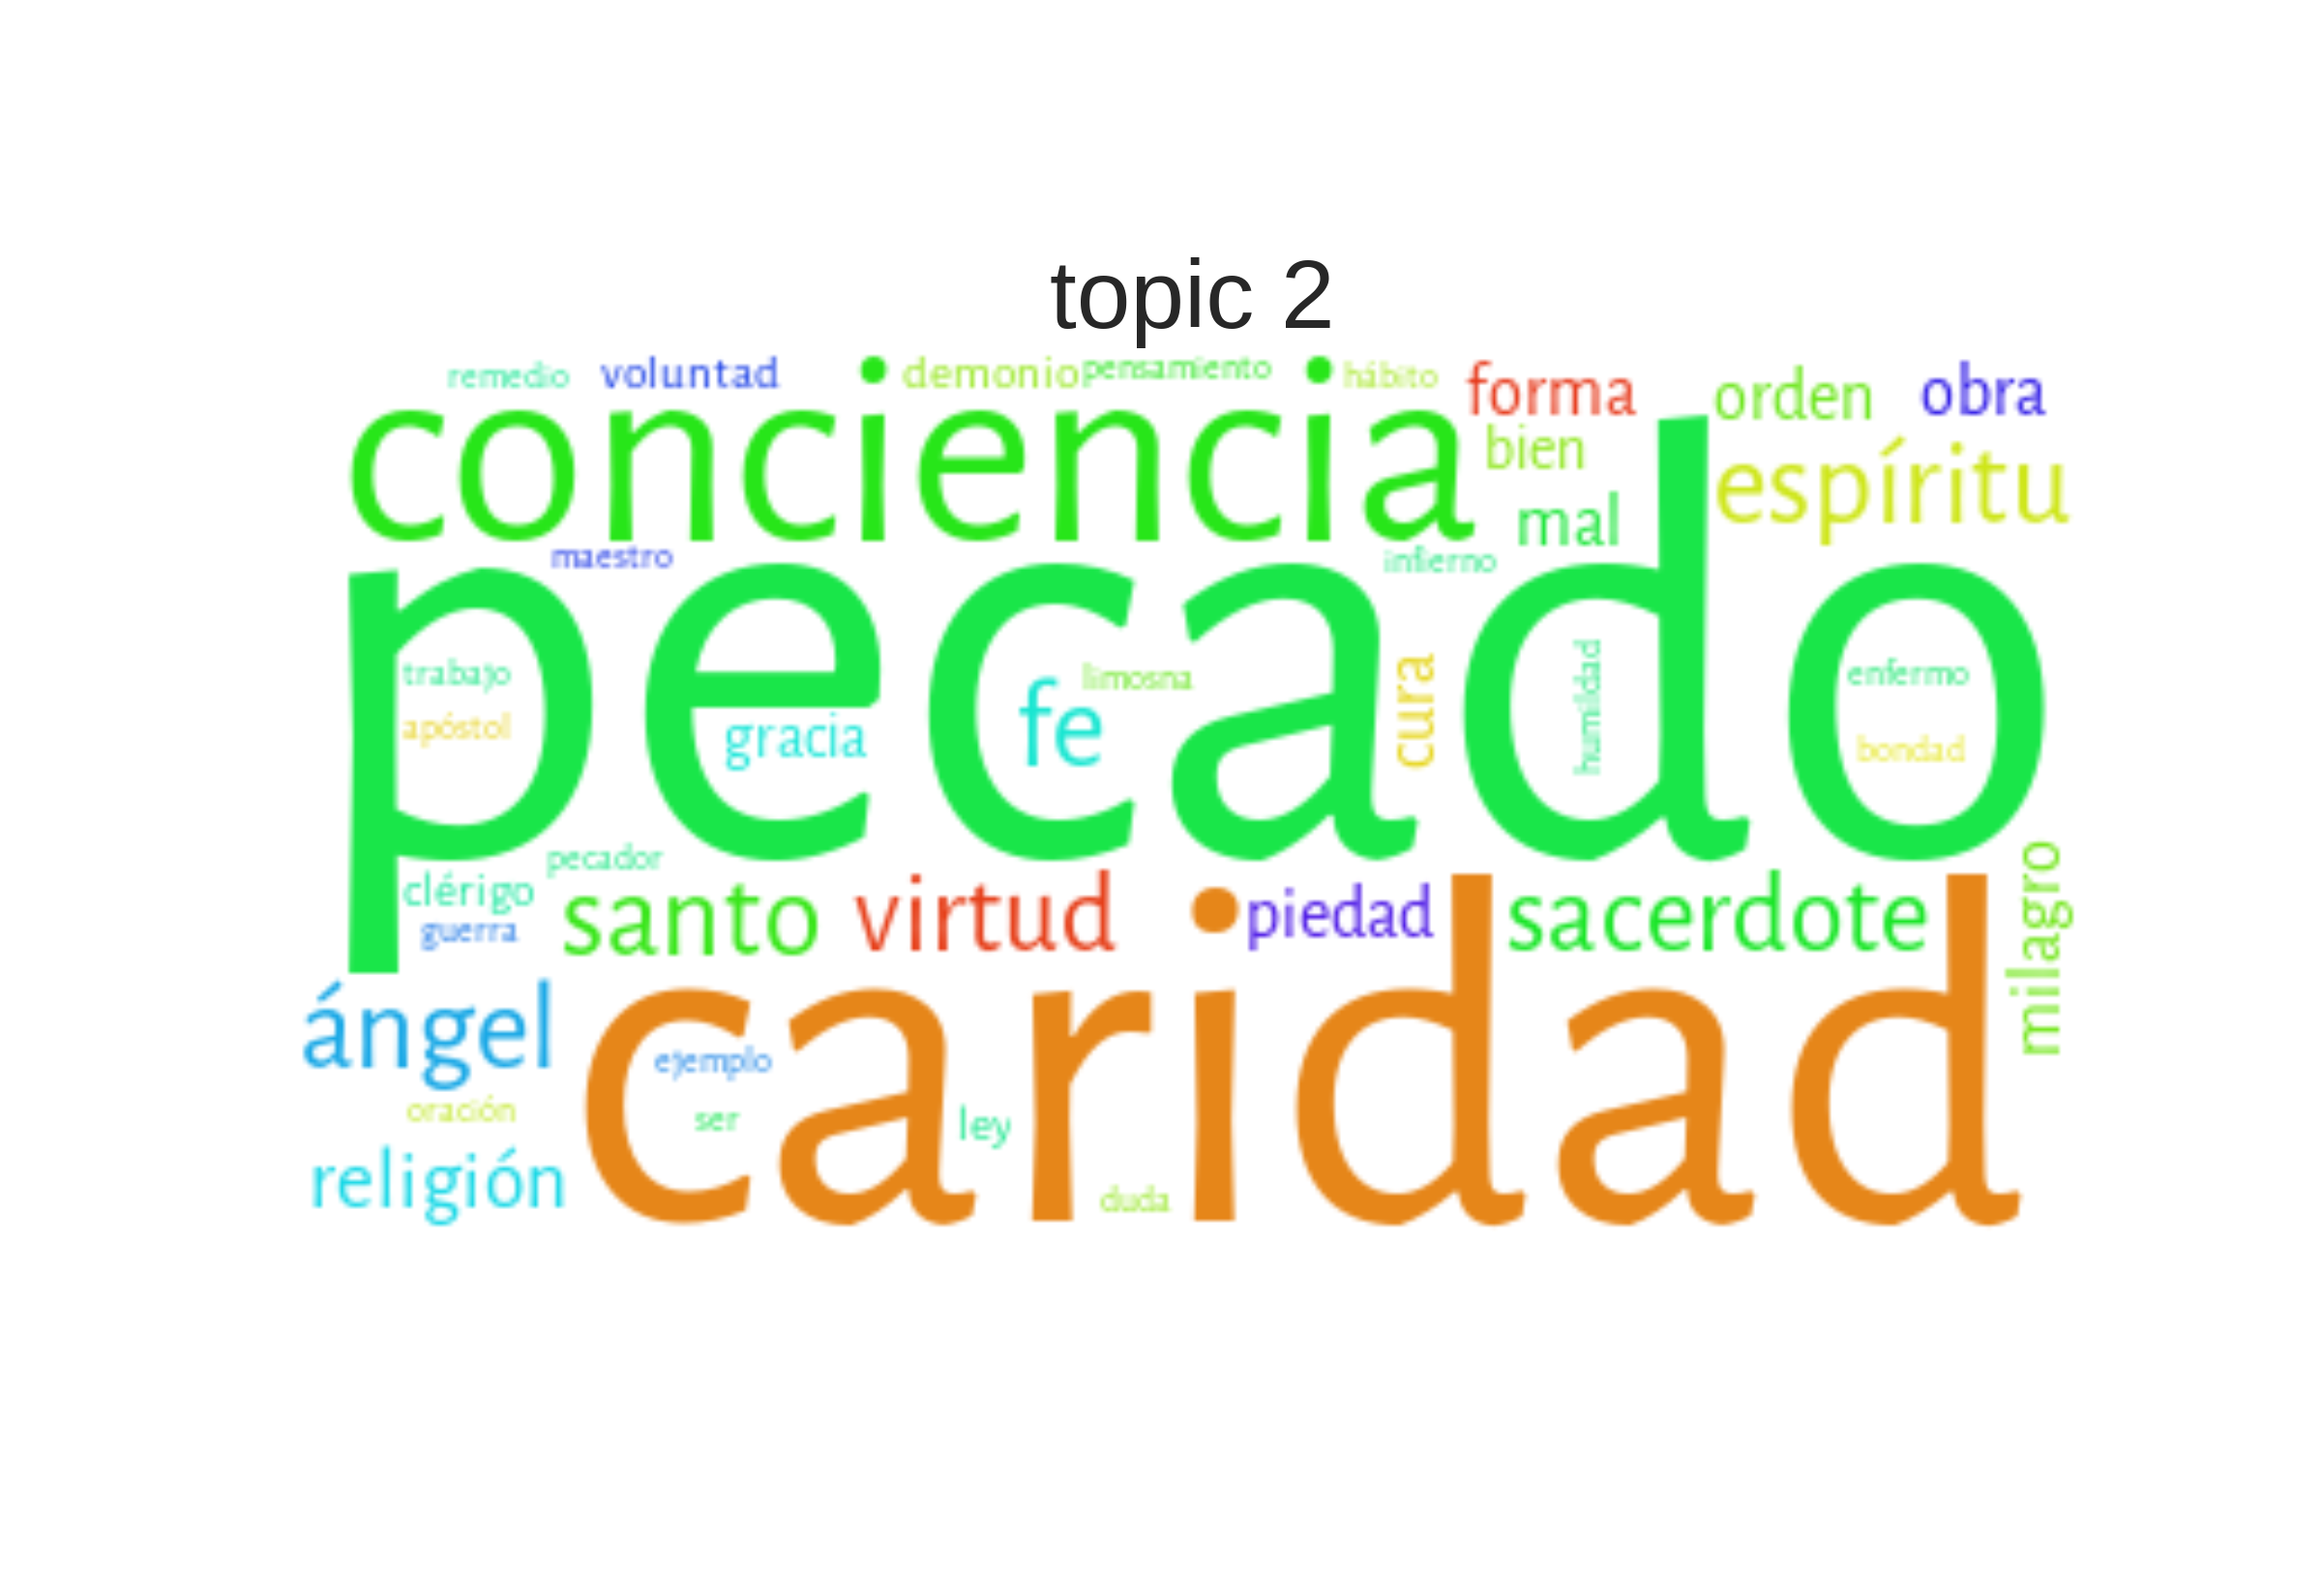 topic 2
remedio voluntad demonio pensamiento hábito forma orden obra
conciencia bien espíritu
mal
maestro infierno
pecado
trabajo limosna cura humildad enfermo
apóstol gracia fe bondad
pecador
clérigo santo virtud piedad sacerdote milagro
guerra
ángel caridad
ejemplo
oración ser ley
religión duda